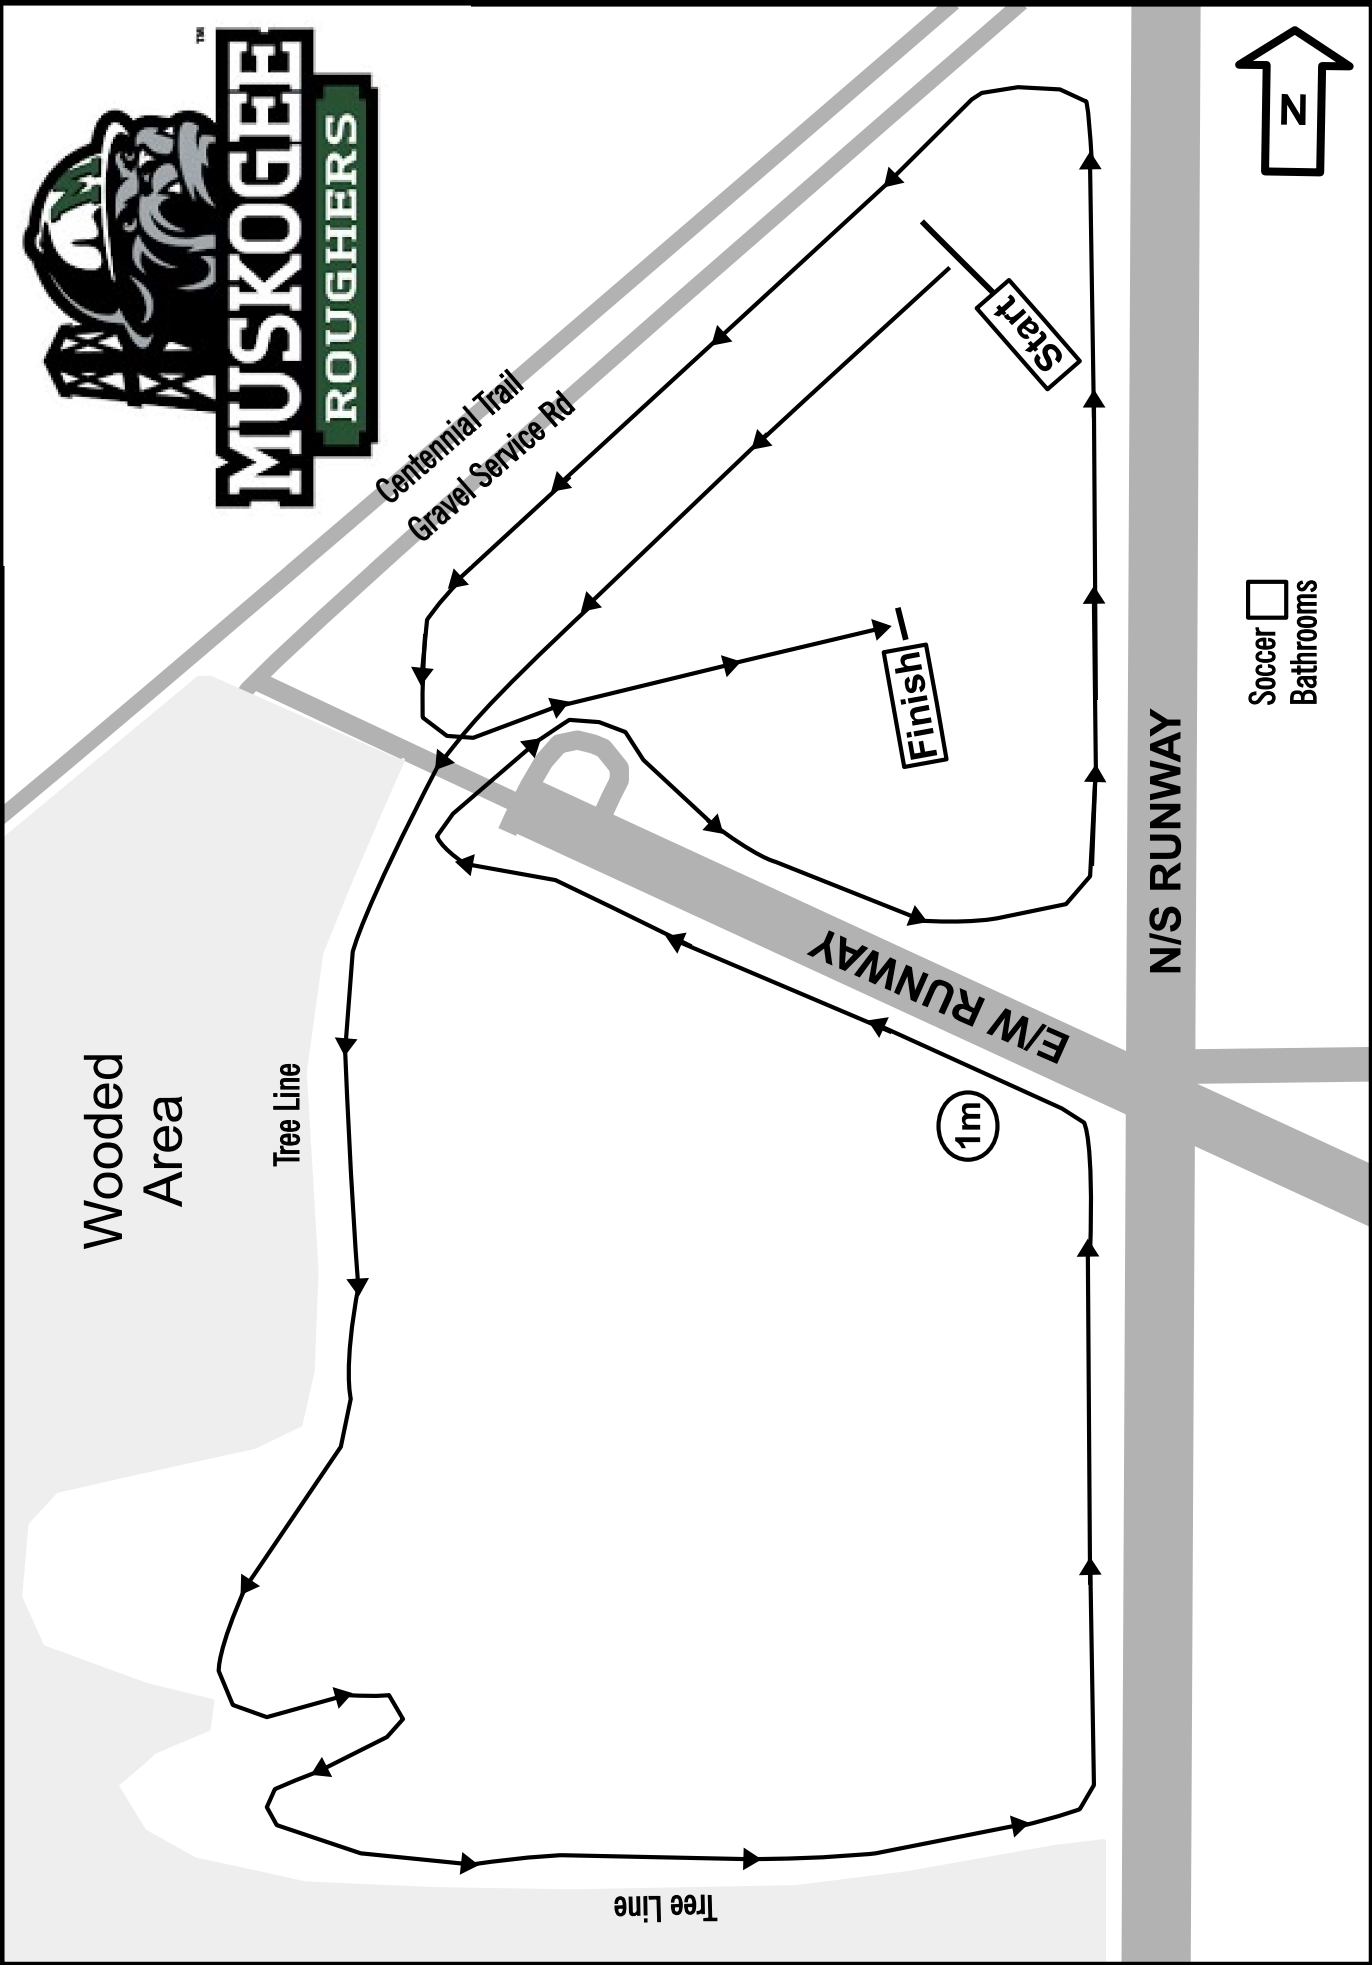 ™
MUSKOGEE
ROUGHERS
N
Start
Centennial Trail
Gravel Service Rd
Soccer
Bathrooms
Finish
N/S RUNWAY
E/W RUNWAY
Wooded
Area
Tree Line
1m
Tree Line